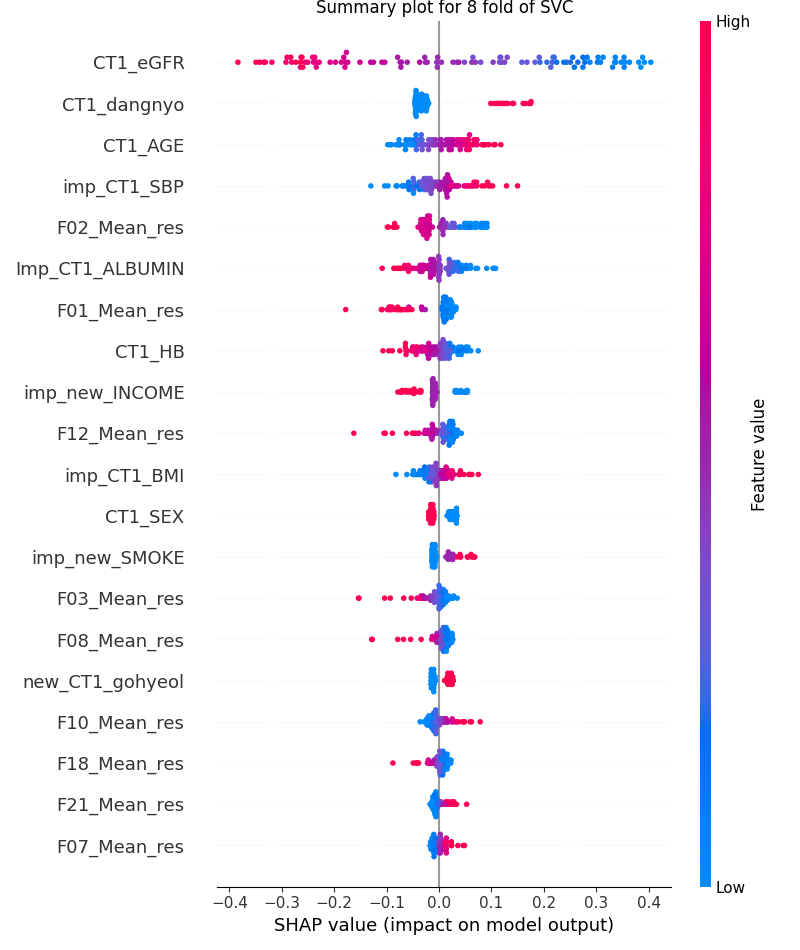 Summary plot for 8 fold of SVC
High
CT1_eGFR
CT1_dangnyo
CT1_AGE
imp_CT1_SBP
F02_Mean_res
Imp_CT1_ALBUMIN
F01_Mean_res
CT1_HB
imp_new_INCOME
F12_Mean_res
imp_CT1_BMI
CT1_SEX
imp_new_SMOKE
F03_Mean_res
F08_Mean_res
new_CT1_gohyeol
F10_Mean_res
F18_Mean_res
F21_Mean_res
F07_Mean_res
Feature value
Low
−0.4 −0.3 −0.2 −0.1 0.0 0.1 0.2 0.3 0.4
SHAP value (impact on model output)